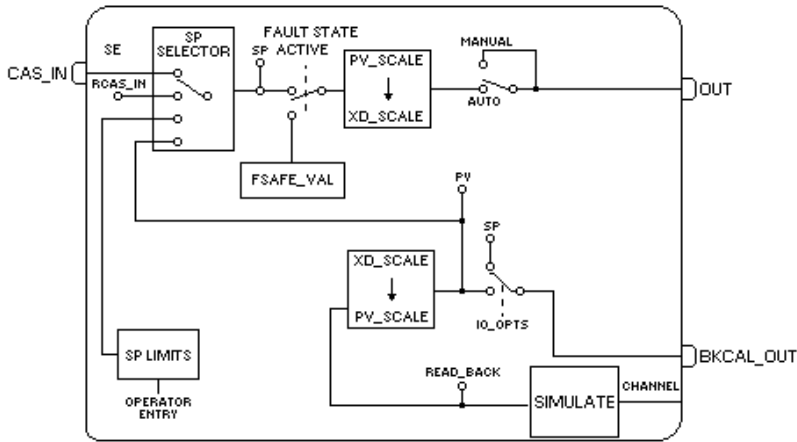 SE
SP
SELECTOR
FAULT STATE
SP ACTIVE
MANUAL
CAS_IN
RCAS_IN
PV_SCALE
XD_SCALE
AUTO
OUT
FSAFE_VAL
PV
SP
XD_SCALE
PV_SCALE
IO_OPTS
SP LIMITS
OPERATOR
ENTRY
READ_BACK
SIMULATE
CHANNEL
BKCAL_OUT